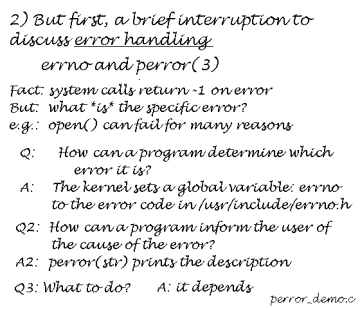 2) But first, a brief interruption to
discuss error handling
errno and perror(3)
Fact: system calls return -1 on error
But: what *is* the specific error?
e.g.: open() can fail for many reasons
Q: How can a program determine which
error it is?
A: The kernel sets a global variable: errno
to the error code in /usr/include/errno.h
Q2: How can a program inform the user of
the cause of the error?
A2: perror(str) prints the description
Q3: What to do? A: it depends
perror_demo.c